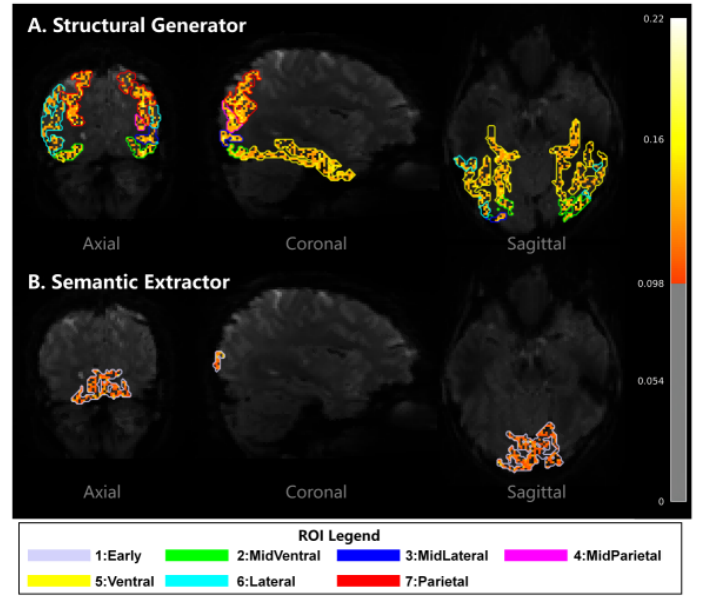 A. Structural Generator
0.22
0.16
Axial
Coronal
Sagittal
B. Semantic Extractor
0.098
0.054
Axial
Coronal
Sagittal
0
ROI Legend
1:Early 2:MidVentral 3:MidLateral 4:MidParietal
5:Ventral 6:Lateral 7:Parietal